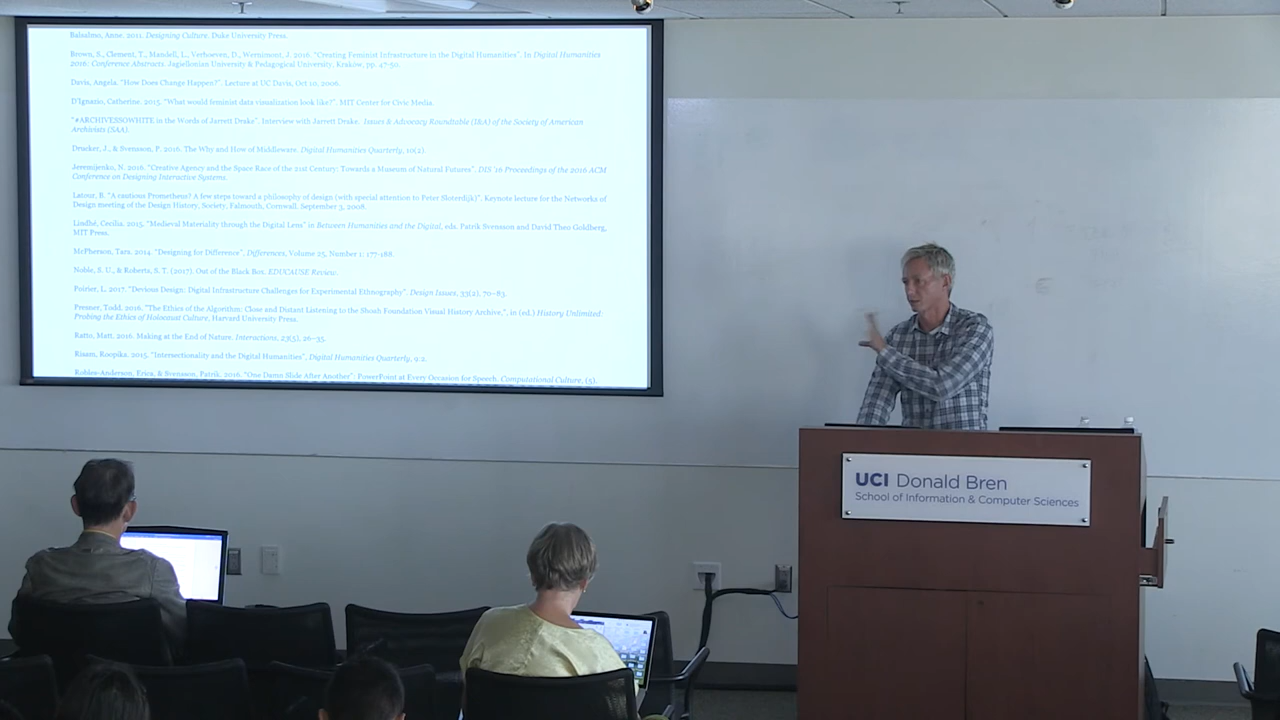 Balsalmo, Anne. 2011. Designing Culture. Duke University Press.
Brown, S., Clement, T., Mandell, L., Verhoeven, D., Wernimont, J. 2016. "Creating Feminist Infrastructure in the Digital Humanities". In Digital Humanities
2016: Conference Abstracts. Jagiellonian University & Pedagogical University, Krakow, pp. 47-50.
Davis, Angela. "How Does Change Happen?". Lecture at UC Davis, Oct 10, 2006.
D'Ignazio, Catherine. 2015. "What would feminist data visualization look like?". MIT Center for Civic Media.
"#ARCHIVESSOWHITE in the Words of Jarrett Drake". Interview with Jarrett Drake. Issues & Advocacy Roundtable (I&A) of the Society of American
Archivists (SAA).
Drucker, J., & Svensson, P. 2016. The Why and How of Middleware. Digital Humanities Quarterly, 10(2).
Jeremijenko, N. 2016. "Creative Agency and the Space Race of the 21st Century: Towards a Museum of Natural Futures". DIS '16 Proceedings of the 2016 ACM
Conference on Designing Interactive Systems.
Latour, B. "A cautious Prometheus? A few steps toward a philosophy of design (with special attention to Peter Sloterdijk)". Keynote lecture for the Networks of
Design meeting of the Design History, Society, Falmouth, Cornwall, September 3, 2008.
Lindhé, Cecilia. 2015. "Medieval Materiality through the Digital Lens" in Between Humanities and the Digital, eds. Patrik Svensson and David Theo Goldberg,
MIT Press.
McPherson, Tara. 2014. "Designing for Difference". Differences, Volume 25, Number 1: 177-188.
Noble, S. U., & Roberts, S. T. (2017). Out of the Black Box. EDUCAUSE Review.
Poirier, L. 2017. "Devious Design: Digital Infrastructure Challenges for Experimental Ethnography". Design Issues, 33(2), 70–83.
Presner, Todd. 2016. "The Ethics of the Algorithm: Close and Distant Listening to the Shoah Foundation Visual History Archive,", in (ed.) History Unlimited:
Probing the Ethics of Holocaust Culture, Harvard University Press.
Ratto, Matt. 2016. Making at the End of Nature. Interactions, 23(5), 26–35.
Risam, Roopika. 2015. "Intersectionality and the Digital Humanities". Digital Humanities Quarterly, 9.2.
Robles-Anderson, Erica, & Svensson, Patrik. 2016. "One Damn Slide After Another": PowerPoint at Every Occasion for Speech. Computational Culture, (5).
UCI Donald Bren
School of Information & Computer Sciences